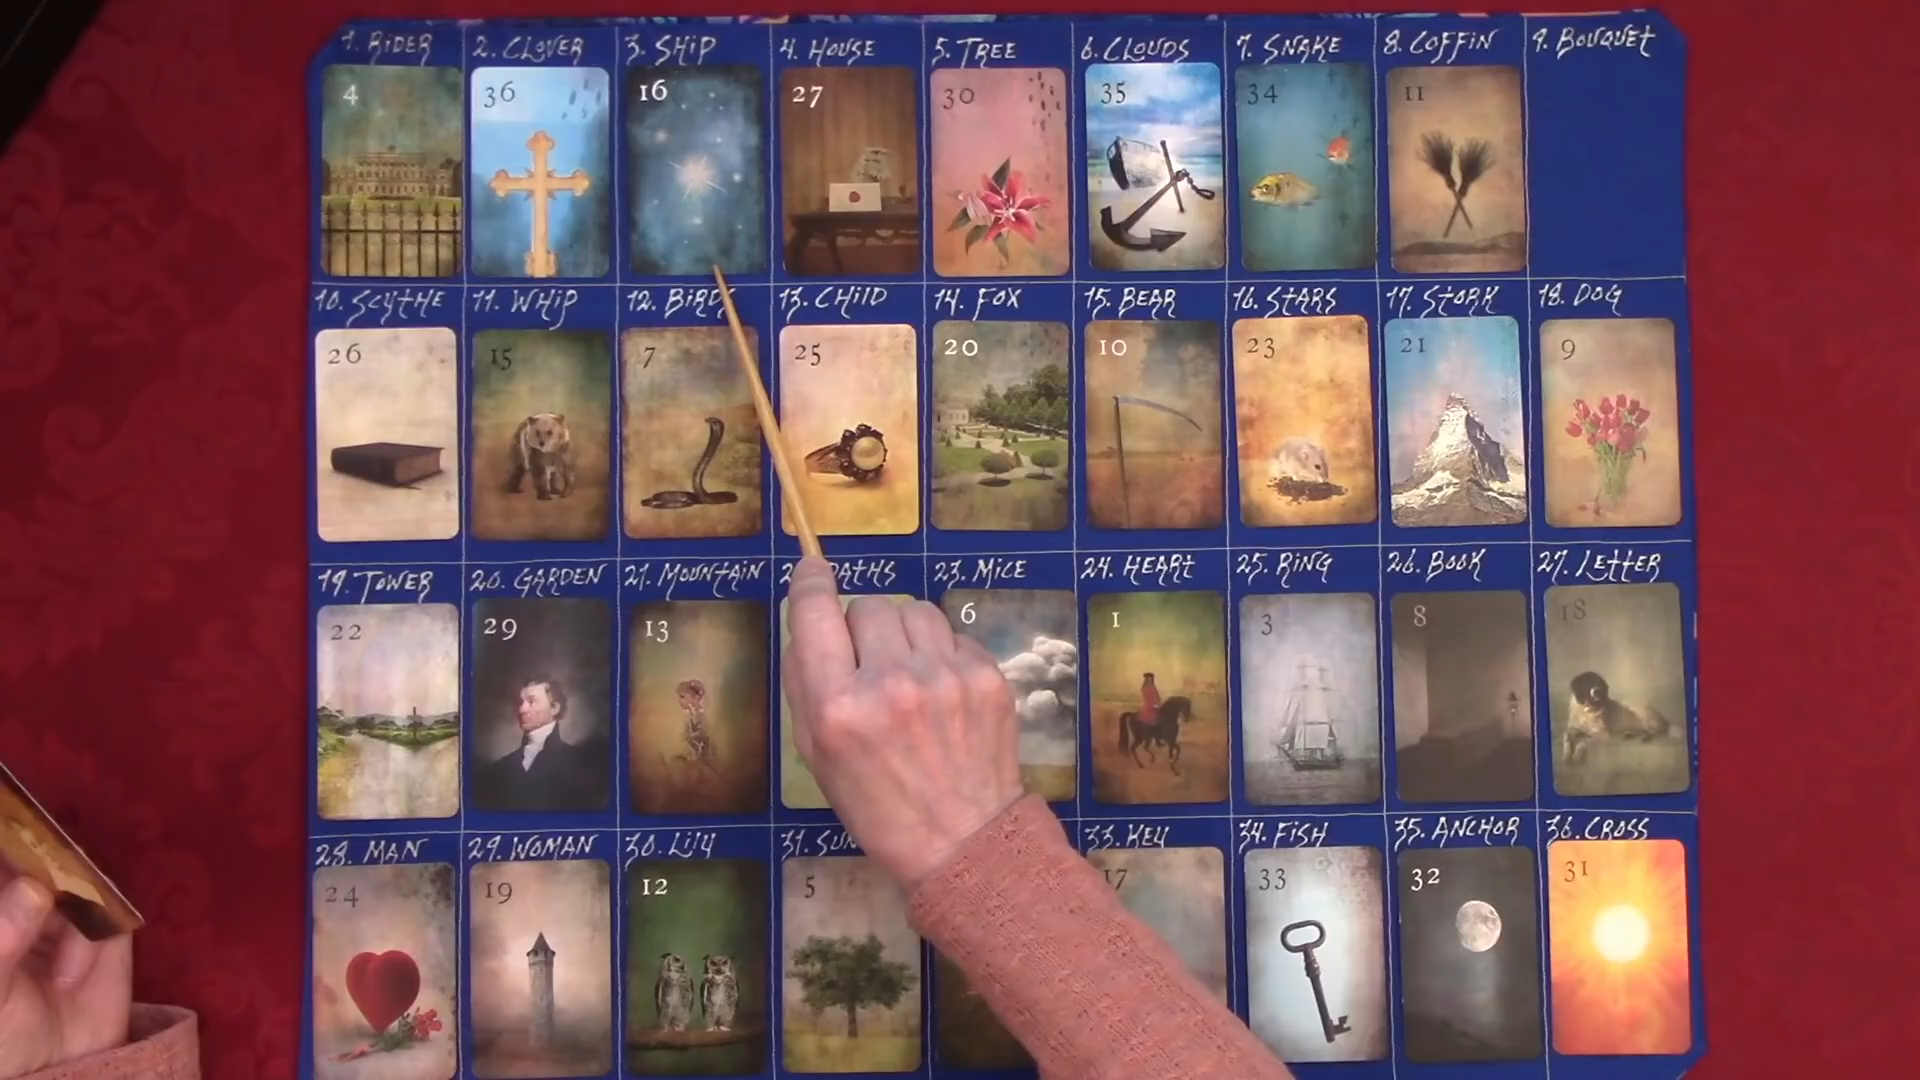 1. RIDER
2. CLOVER
3. SHIP
4. HOUSE
5. TREE
6. CLOUDS
7. SNAKE
8. COFFIN
9. BOUQUET
4
36
16
27
30
35
34
11
10. SCYTHE
11. WHIP
12. BIRDS
13. CHILD
14. FOX
15. BEAR
16. STARS
17. STORK
18. DOG
26
15
7
25
20
10
23
21
9
19. TOWER
20. GARDEN
21. MOUNTAIN
PATHS
23. MICE
24. HEART
25. RING
26. BOOK
27. LETTER
22
29
13
6
1
3
8
18
28. MAN
29. WOMAN
30. LILY
31. SUN
33. KEY
34. FISH
35. ANCHOR
36. CROSS
24
19
12
5
17
33
32
31